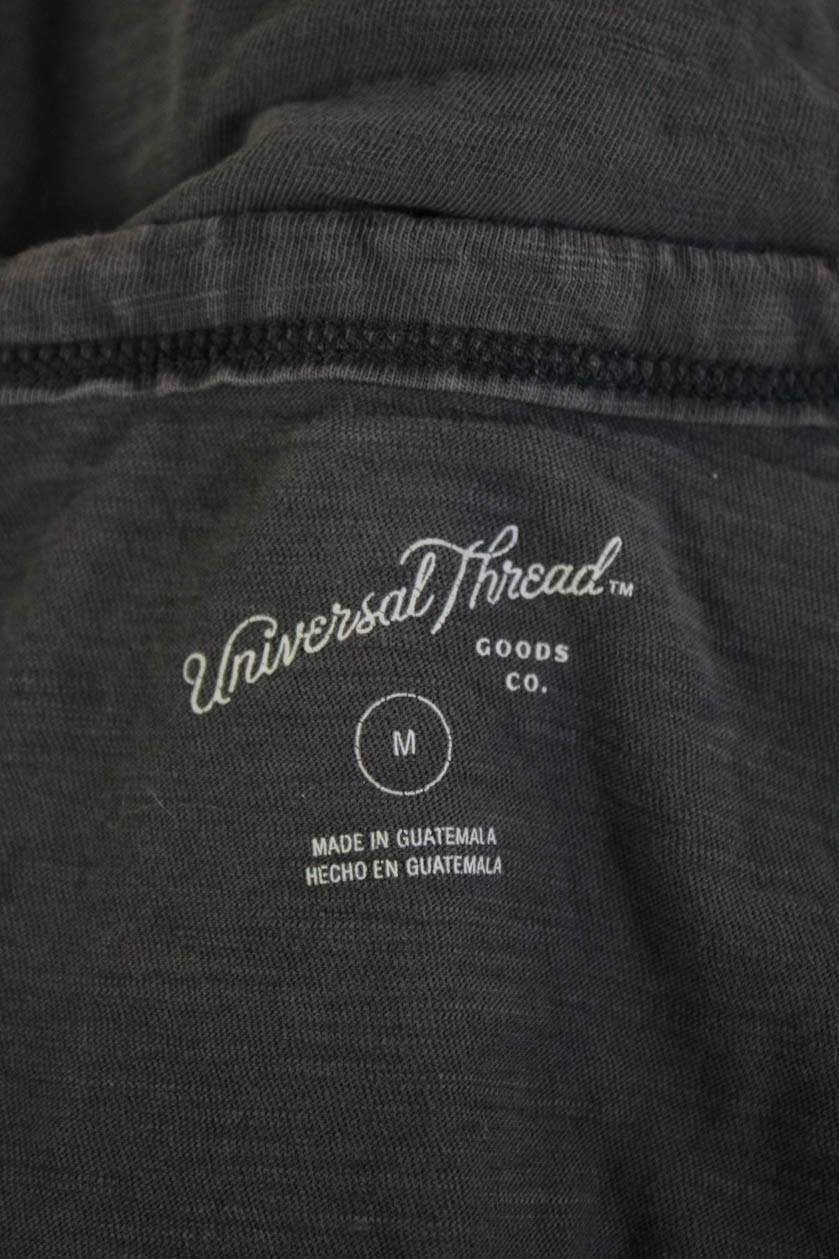 Universal Thread™
GOODS
CO.
M
MADE IN GUATEMALA
HECHO EN GUATEMALA